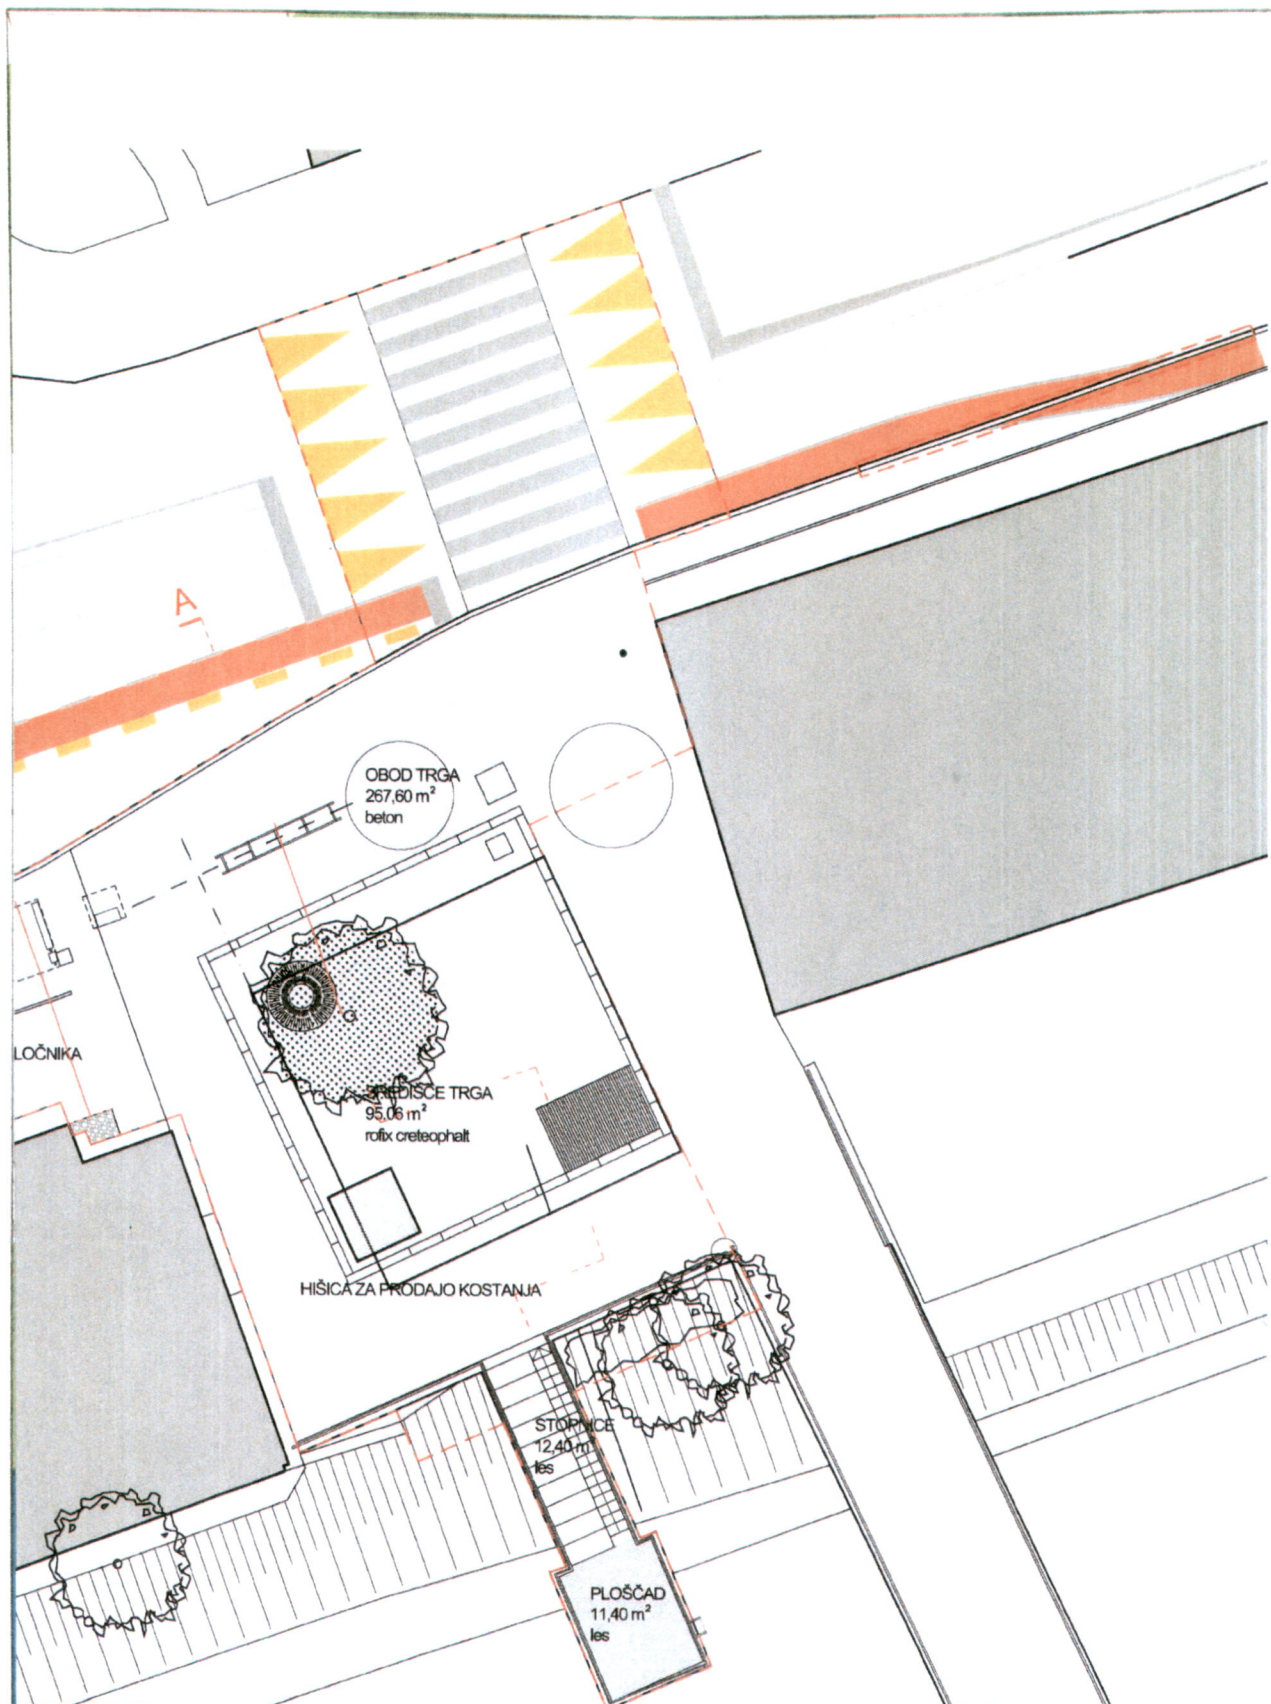 A
OBOD TRGA
267,60 m²
beton
LOČNIKA
SREDIŠČE TRGA
95,06 m²
rofix creteophalt
HIŠICA ZA PRODAJO KOSTANJA
STOPNICE
12,40 m
les
PLOŠČAD
11,40 m²
les